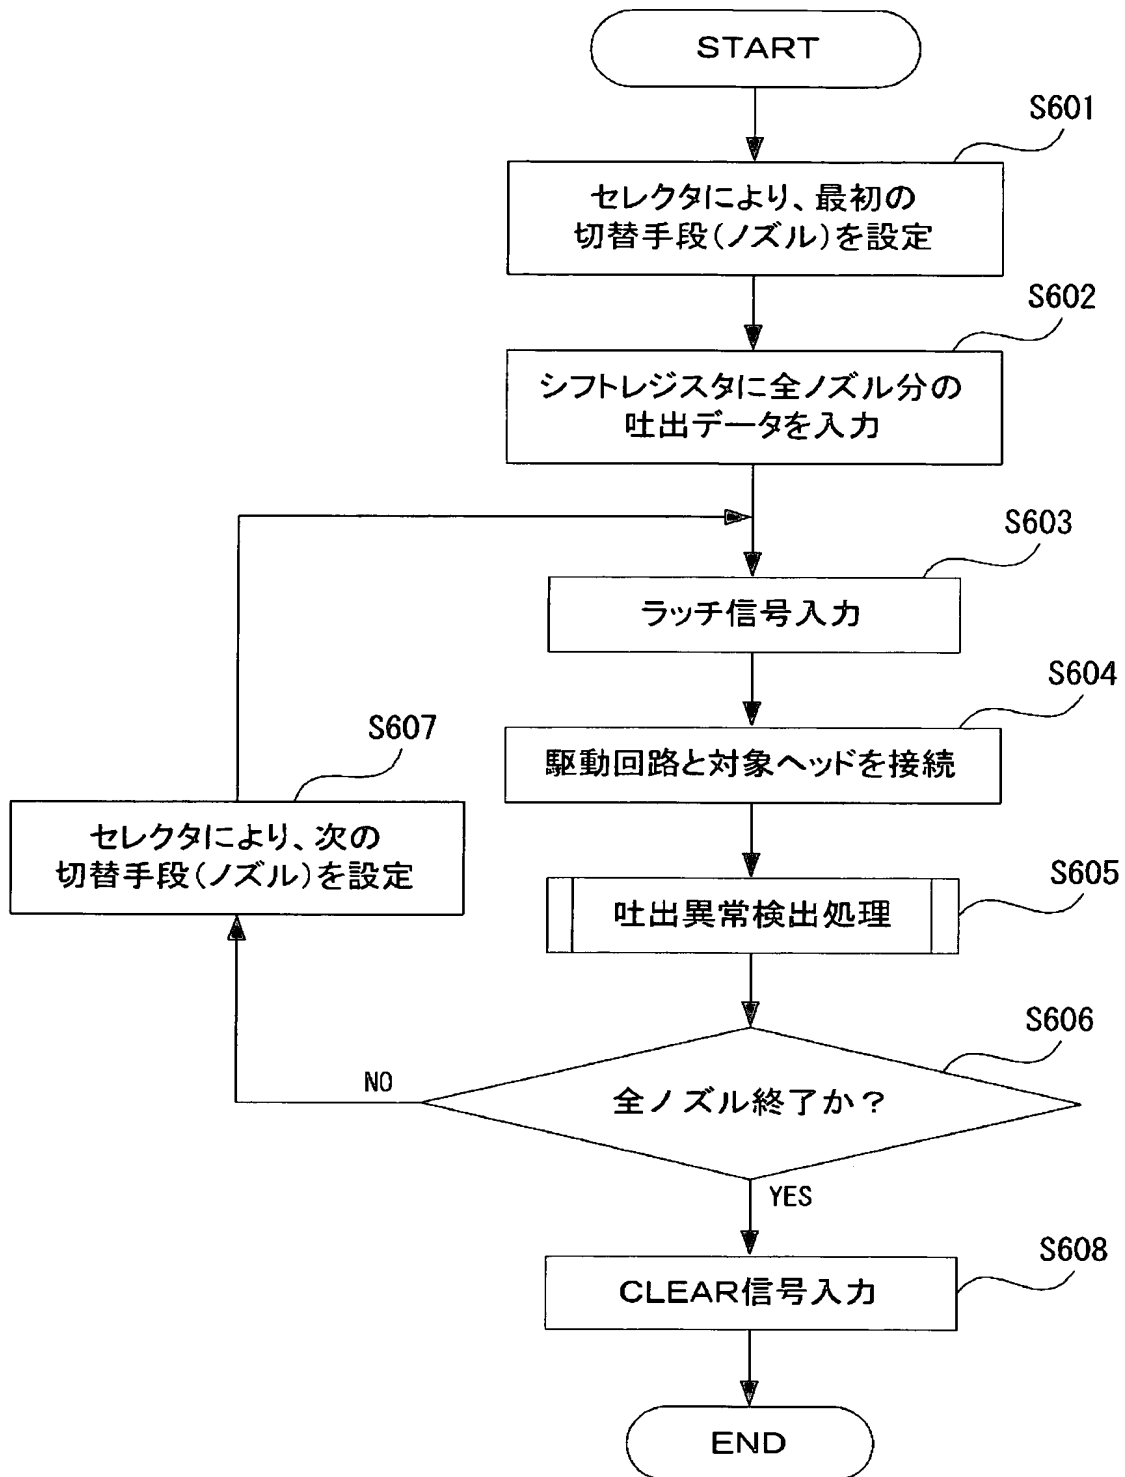 START
S601
セレクタにより、最初の
切替手段(ノズル)を設定
S602
シフトレジスタに全ノズル分の
吐出データを入力
S603
ラッチ信号入力
S604
駆動回路と対象ヘッドを接続
S607
セレクタにより、次の
切替手段(ノズル)を設定
S605
吐出異常検出処理
S606
NO
全ノズル終了か?
YES
S608
CLEAR信号入力
END